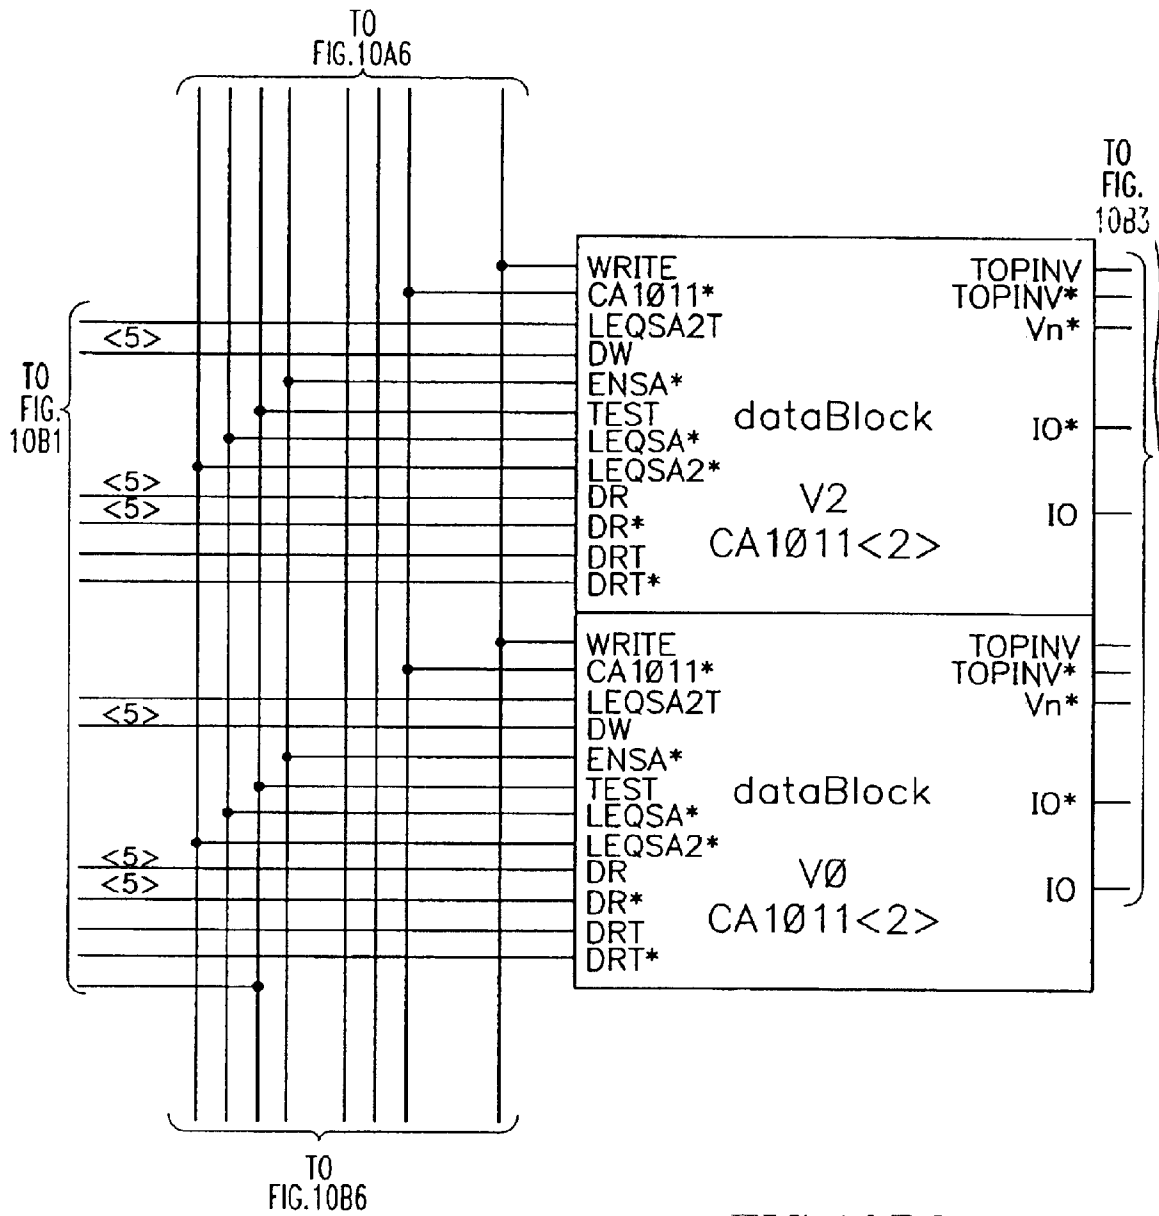 TO
FIG.10A6
TO
FIG.
10B3
TO
FIG.
10B1
<5>
<5>
<5>
<5>
<5>
<5>
WRITE
CA1Ø11*
LEQSA2T
DW
ENSA*
TEST
LEQSA*
LEQSA2*
DR
DR*
DRT
DRT*
dataBlock
V2
CA1Ø11<2>
TOPINV
TOPINV*
Vn*
IO*
IO
WRITE
CA1Ø11*
LEQSA2T
DW
ENSA*
TEST
LEQSA*
LEQSA2*
DR
DR*
DRT
DRT*
dataBlock
VØ
CA1Ø11<2>
TOPINV
TOPINV*
Vn*
IO*
IO
TO
FIG.10B6